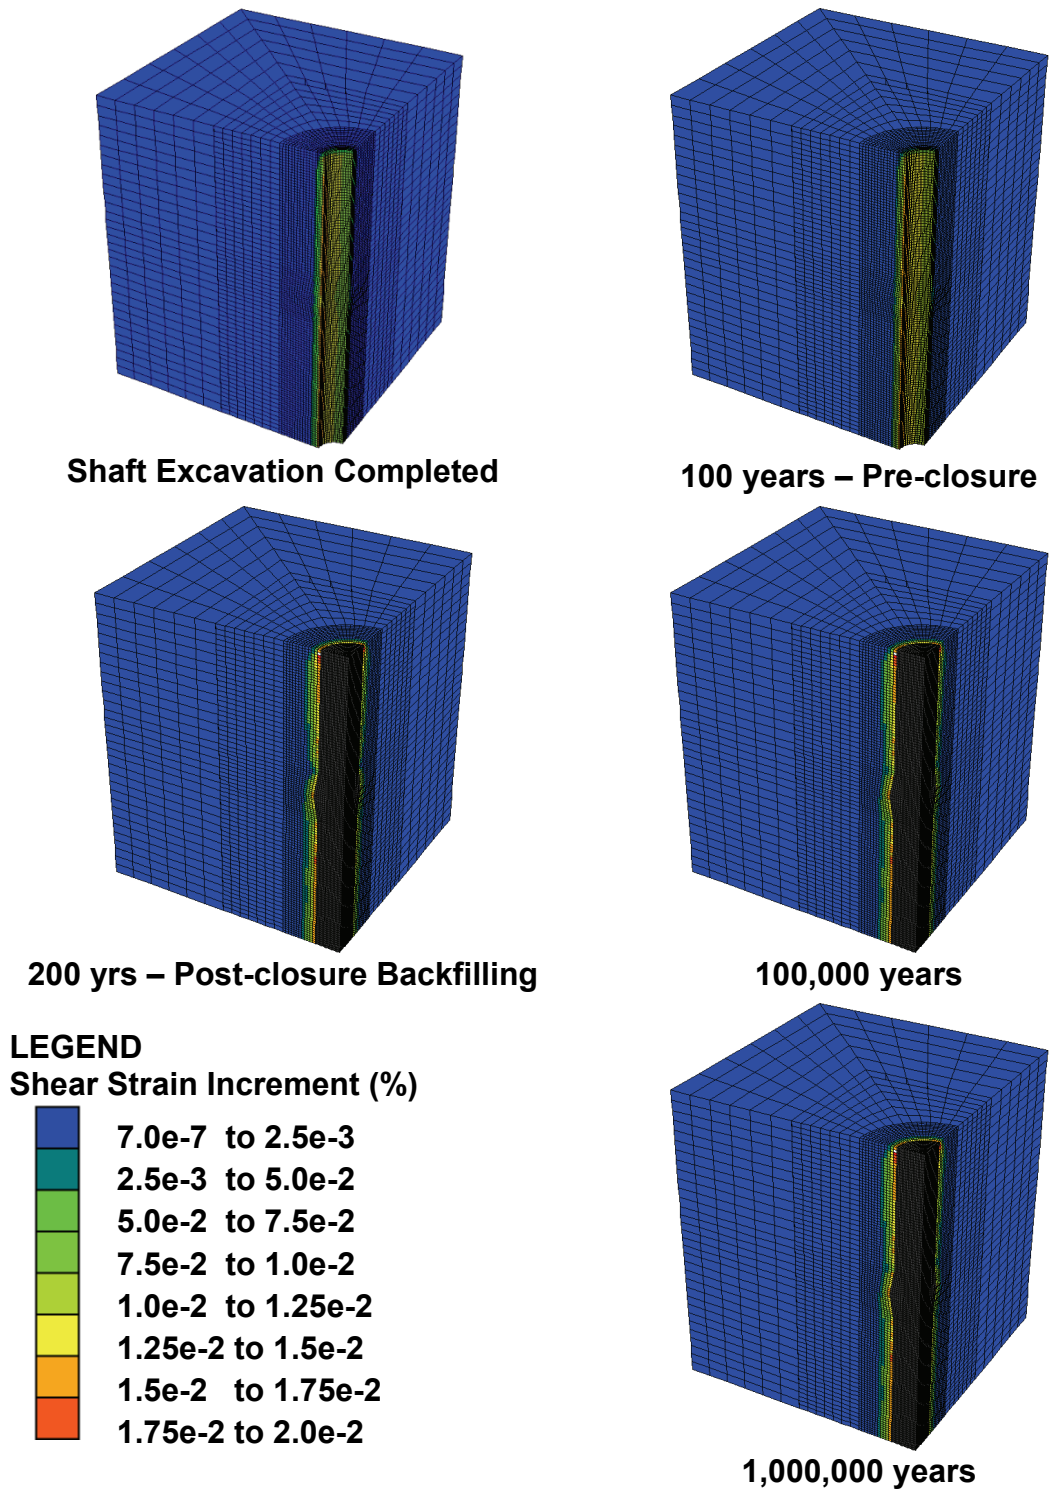 Shaft Excavation Completed
100 years – Pre-closure
200 yrs – Post-closure Backfilling
100,000 years
LEGEND
Shear Strain Increment (%)
7.0e-7 to 2.5e-3
2.5e-3 to 5.0e-2
5.0e-2 to 7.5e-2
7.5e-2 to 1.0e-2
1.0e-2 to 1.25e-2
1.25e-2 to 1.5e-2
1.5e-2 to 1.75e-2
1.75e-2 to 2.0e-2
1,000,000 years